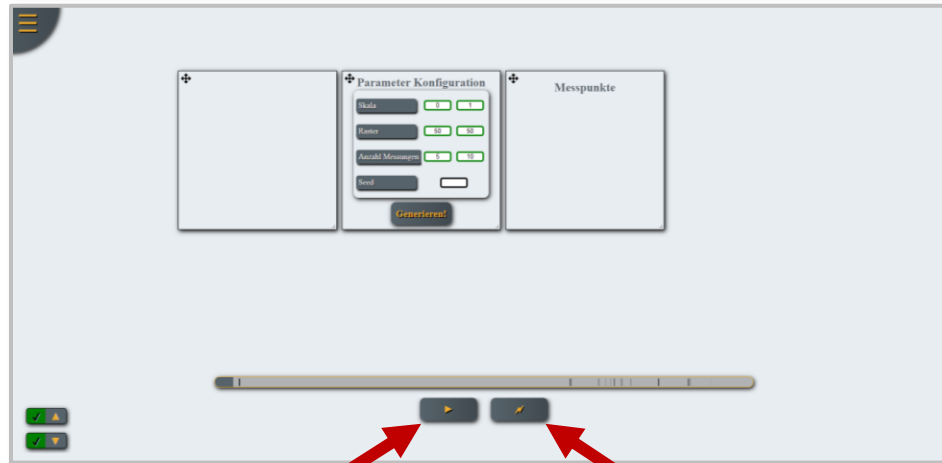 Parameter Konfiguration
Messpunkte
Skala 0 1
Raster 50 50
Anzahl Messungen 5 10
Seed
Generieren!